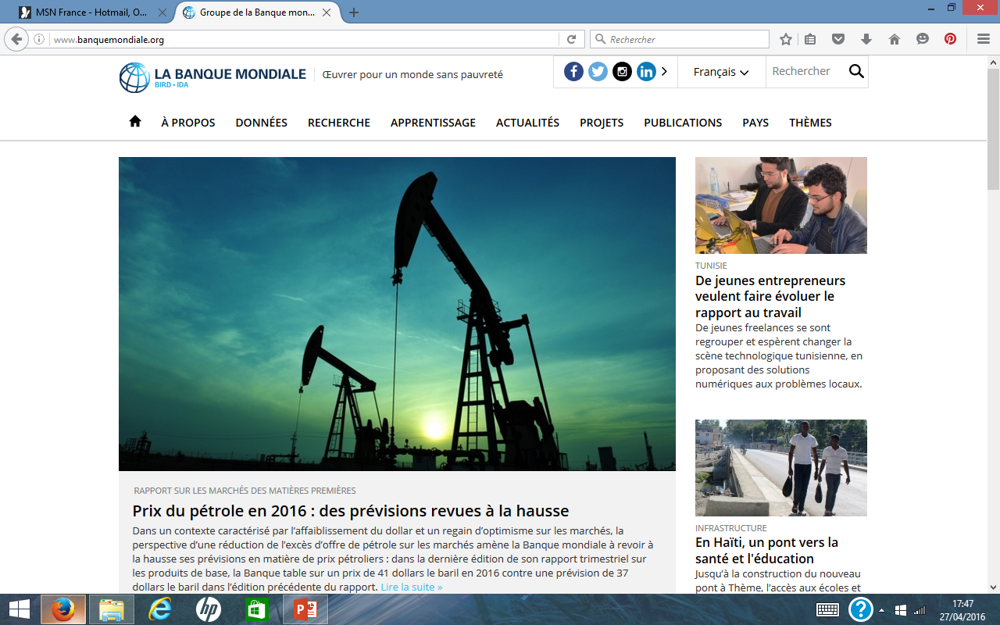 MSN France - Hotmail, O...
Groupe de la Banque mon...
www.banquemondiale.org
Rechercher
LA BANQUE MONDIALE
BIRD • IDA
Œuvrer pour un monde sans pauvreté
Français
Rechercher
À PROPOS DONNÉES RECHERCHE APPRENTISSAGE ACTUALITÉS PROJETS PUBLICATIONS PAYS THÈMES
RAPPORT SUR LES MARCHÉS DES MATIÈRES PREMIÈRES
Prix du pétrole en 2016 : des prévisions revues à la hausse
Dans un contexte caractérisé par l’affaiblissement du dollar et un regain d’optimisme sur les marchés, la
perspective d’une réduction de l’excès d’offre de pétrole sur les marchés amène la Banque mondiale à revoir à
la hausse ses prévisions en matière de prix pétroliers : dans la dernière édition de son rapport trimestriel sur
les produits de base, la Banque table sur un prix de 41 dollars le baril en 2016 contre une prévision de 37
dollars le baril dans l’édition précédente du rapport. Lire la suite »
TUNISIE
De jeunes entrepreneurs
veulent faire évoluer le
rapport au travail
De jeunes freelances se sont
regrouper et espèrent changer la
scène technologique tunisienne, en
proposant des solutions
numériques aux problèmes locaux.
INFRASTRUCTURE
En Haïti, un pont vers la
santé et l'éducation
Jusqu’à la construction du nouveau
pont à Thème, l’accès aux écoles et
17:47
27/04/2016